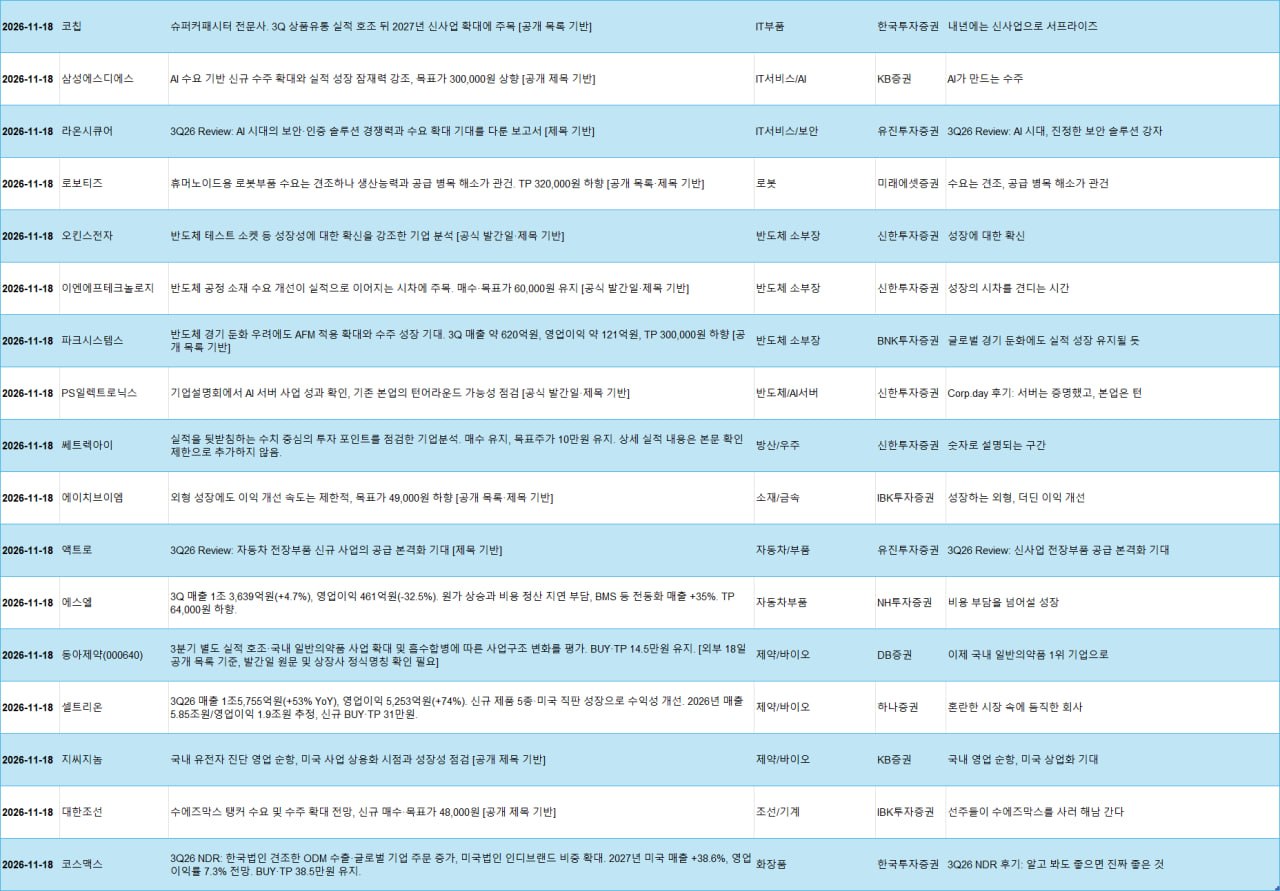 2026-11-18 코칩 슈퍼커패시터 전문사. 3Q 상품유통 실적 호조 뒤 2027년 신사업 확대에 주목 [공개 목록 기반] IT부품 한국투자증권 내년에는 신사업으로 서프라이즈
2026-11-18 삼성에스디에스 AI 수요 기반 신규 수주 확대와 실적 성장 잠재력 강조, 목표가 300,000원 상향 [공개 제목 기반] IT서비스/AI KB증권 AI가 만드는 수주
2026-11-18 라온시큐어 3Q26 Review: AI 시대의 보안·인증 솔루션 경쟁력과 수요 확대 기대를 다룬 보고서 [제목 기반] IT서비스/보안 유진투자증권 3Q26 Review: AI 시대, 진정한 보안 솔루션 강자
2026-11-18 로보티즈 휴머노이드용 로봇부품 수요는 견조하나 생산능력과 공급 병목 해소가 관건. TP 320,000원 하향 [공개 목록·제목 기반] 로봇 미래에셋증권 수요는 견조, 공급 병목 해소가 관건
2026-11-18 오킨스전자 반도체 테스트 소켓 등 성장성에 대한 확신을 강조한 기업 분석 [공식 발간일·제목 기반] 반도체 소부장 신한투자증권 성장에 대한 확신
2026-11-18 이엔에프테크놀로지 반도체 공정 소재 수요 개선이 실적으로 이어지는 시차에 주목. 매수·목표가 60,000원 유지 [공식 발간일·제목 기반] 반도체 소부장 신한투자증권 성장의 시차를 견디는 시간
2026-11-18 파크시스템스 반도체 경기 둔화 우려에도 AFM 적용 확대와 수주 성장 기대. 3Q 매출 약 620억원, 영업이익 약 121억원, TP 300,000원 하향 [공
개 목록 기반] 반도체 소부장 BNK투자증권 글로벌 경기 둔화에도 실적 성장 유지될 듯
2026-11-18 PS일렉트로닉스 기업설명회에서 AI 서버 사업 성과 확인, 기존 본업의 턴어라운드 가능성 점검 [공식 발간일·제목 기반] 반도체/AI서버 신한투자증권 Corp.day 후기: 서버는 증명했고, 본업은 턴
2026-11-18 쎄트렉아이 실적을 뒷받침하는 수치 중심의 투자 포인트를 점검한 기업분석. 매수 유지, 목표주가 10만원 유지. 상세 실적 내용은 본문 확인
제한으로 추가하지 않음. 방산/우주 신한투자증권 숫자로 설명되는 구간
2026-11-18 에이치브이엠 외형 성장에도 이익 개선 속도는 제한적, 목표가 49,000원 하향 [공개 목록·제목 기반] 소재/금속 IBK투자증권 성장하는 외형, 더딘 이익 개선
2026-11-18 액트로 3Q26 Review: 자동차 전장부품 신규 사업의 공급 본격화 기대 [제목 기반] 자동차/부품 유진투자증권 3Q26 Review: 신사업 전장부품 공급 본격화 기대
2026-11-18 에스엘 3Q 매출 1조 3,639억원(+4.7%), 영업이익 461억원(-32.5%). 원가 상승과 비용 정산 지연 부담, BMS 등 전동화 매출 +35%. TP
64,000원 하향. 자동차부품 NH투자증권 비용 부담을 넘어설 성장
2026-11-18 동아제약(000640) 3분기 별도 실적 호조·국내 일반의약품 사업 확대 및 흡수합병에 따른 사업구조 변화를 평가. BUY·TP 14.5만원 유지. [외부 18일
공개 목록 기준, 발간일 원문 및 상장사 정식명칭 확인 필요] 제약/바이오 DB증권 이제 국내 일반의약품 1위 기업으로
2026-11-18 셀트리온 3Q26 매출 1조5,755억원(+53% YoY), 영업이익 5,253억원(+74%). 신규 제품 5종·미국 직판 성장으로 수익성 개선. 2026년 매출
5.85조원/영업이익 1.9조원 추정, 신규 BUY·TP 31만원. 제약/바이오 하나증권 혼란한 시장 속에 듬직한 회사
2026-11-18 지씨지놈 국내 유전자 진단 영업 순항, 미국 사업 상용화 시점과 성장성 점검 [공개 제목 기반] 제약/바이오 KB증권 국내 영업 순항, 미국 상업화 기대
2026-11-18 대한조선 수에즈막스 탱커 수요 및 수주 확대 전망, 신규 매수·목표가 48,000원 [공개 제목 기반] 조선/기계 IBK투자증권 선주들이 수에즈막스를 사러 해남 간다
2026-11-18 코스맥스 3Q26 NDR: 한국법인 견조한 ODM 수출·글로벌 기업 주문 증가, 미국법인 인디브랜드 비중 확대. 2027년 미국 매출 +38.6%, 영업
이익률 7.3% 전망. BUY·TP 38.5만원 유지. 화장품 한국투자증권 3Q26 NDR 후기: 알고 봐도 좋으면 진짜 좋은 것